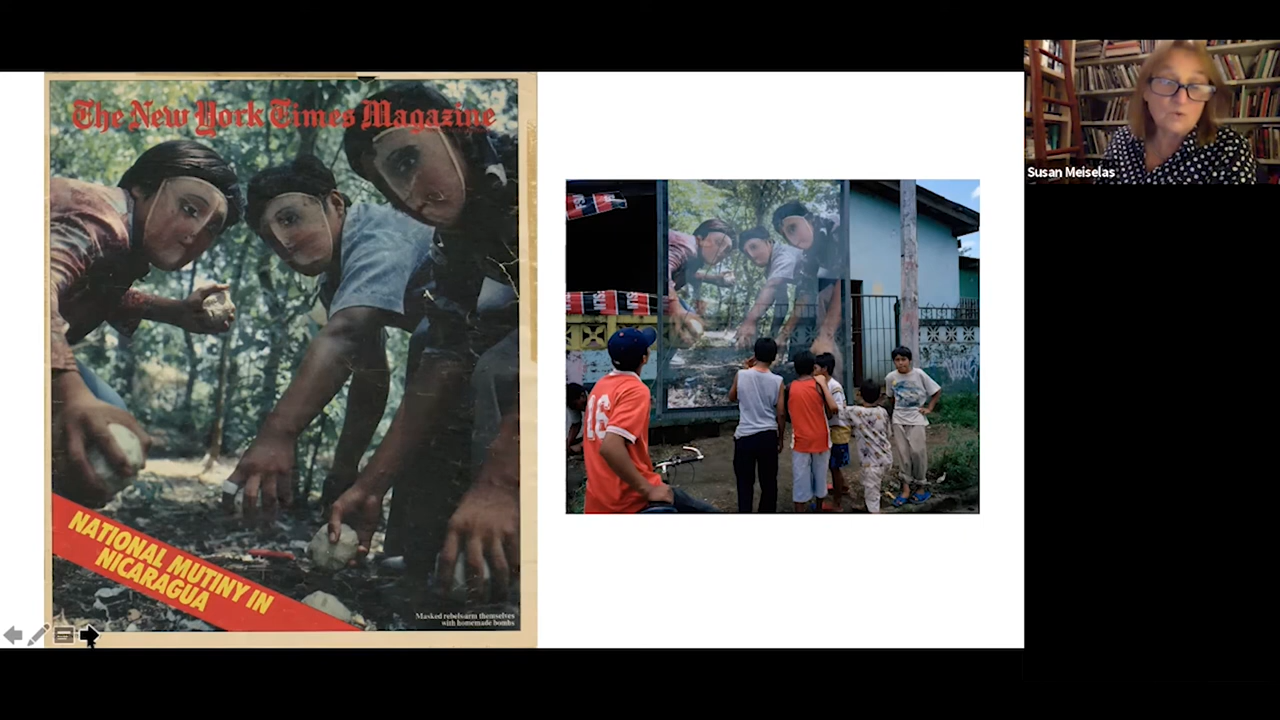 The New York Times Magazine
NATIONAL MUTINY IN
NICARAGUA
Masked rebels arm themselves
with homemade bombs
16
Susan Meiselas